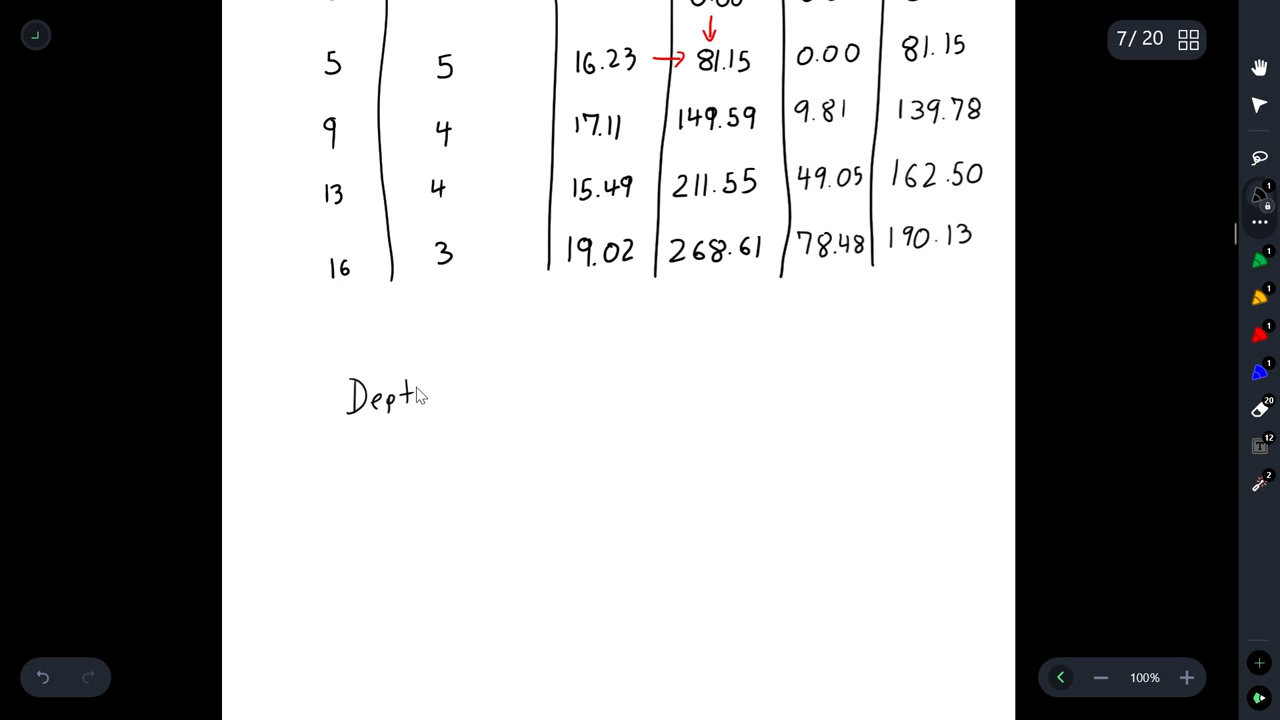 7/ 20
5 5 16.23 → 81.15 0.00 81.15
9 4 17.11 149.59 9.81 139.78
13 4 15.49 211.55 49.05 162.50
16 3 19.02 268.61 78.48 190.13
Dept
100%